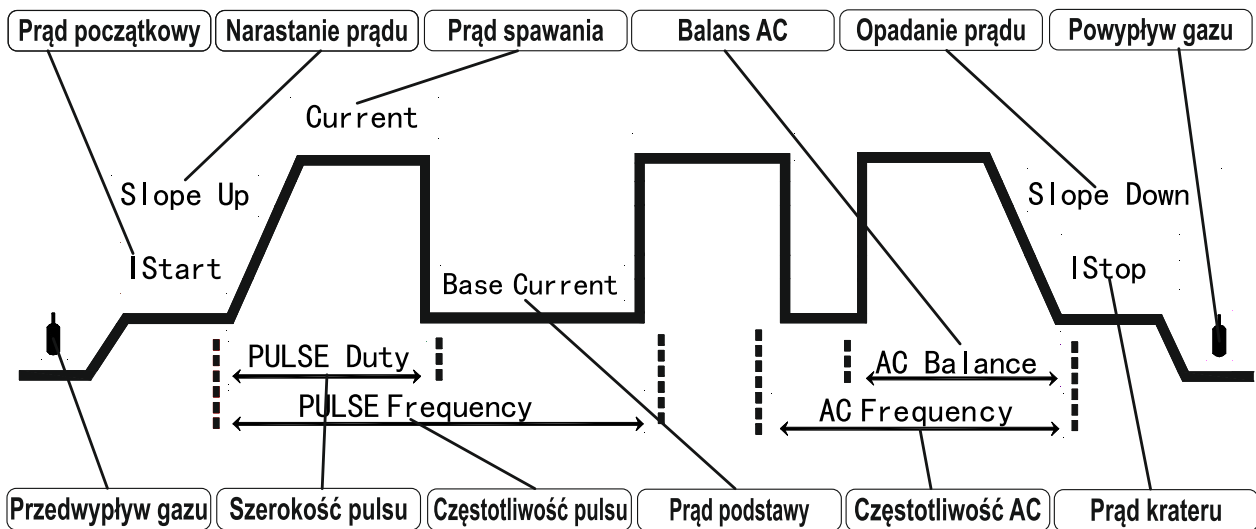 Prąd początkowy
Narastanie prądu
Prąd spawania
Balans AC
Opadanie prądu
Powypływ gazu
Current
Slope Up
Slope Down
IStart
IStop
Base Current
PULSE Duty
AC Balance
PULSE Frequency
AC Frequency
Przedwypływ gazu
Szerokość pulsu
Częstotliwość pulsu
Prąd podstawy
Częstotliwość AC
Prąd krateru